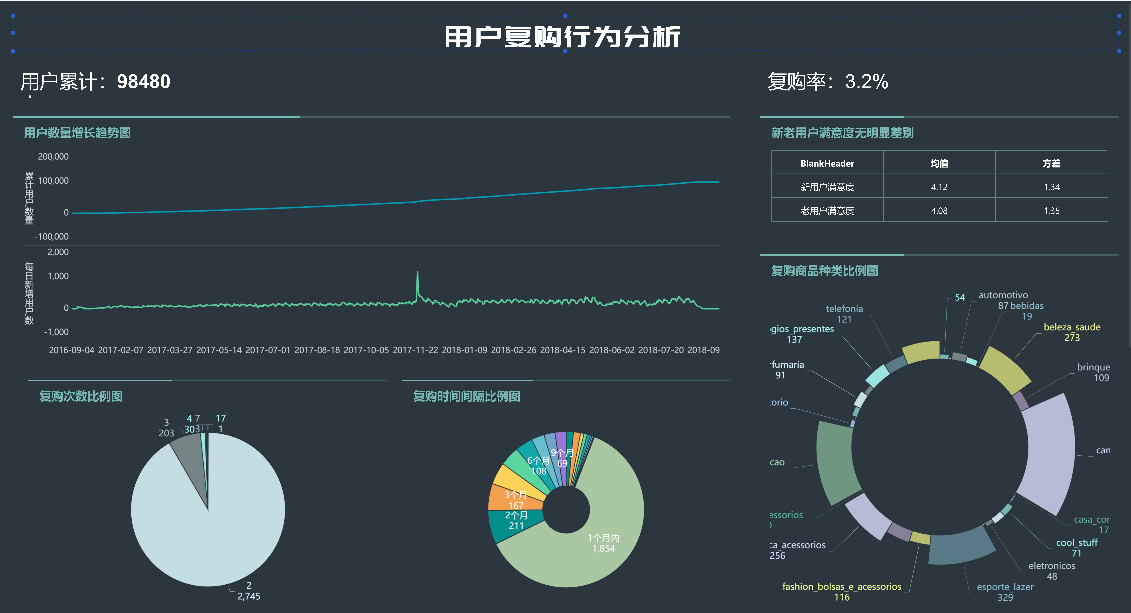 用户复购行为分析
用户累计：98480
复购率：3.2%
用户数量增长趋势图
200,000
100,000
0
-100,000
累计用户数量
2,000
1,000
0
-1,000
每日新增用户数
2016-09-04 2017-02-07 2017-03-27 2017-05-14 2017-07-01 2017-08-18 2017-10-05 2017-11-22 2018-01-09 2018-02-26 2018-04-15 2018-06-02 2018-07-20 2018-09
新老用户满意度无明显差别
BlankHeader 均值 方差
新用户满意度 4.12 1.34
老用户满意度 4.08 1.35
复购次数比例图
3
203
4 7
30 3
17
1
2
2,745
复购时间间隔比例图
9个月
69
6个月
108
3个月
167
2个月
211
1个月内
1,854
复购商品种类比例图
54
automotivo
87
bebidas
19
beleza_saude
273
brinque
109
can
casa_cor
17
cool_stuff
71
eletronicos
48
esporte_lazer
329
fashion_bolsas_e_acessorios
116
ca_acessorios
256
essorios
cao
orio
rfumaria
91
gios_presentes
137
telefonia
121